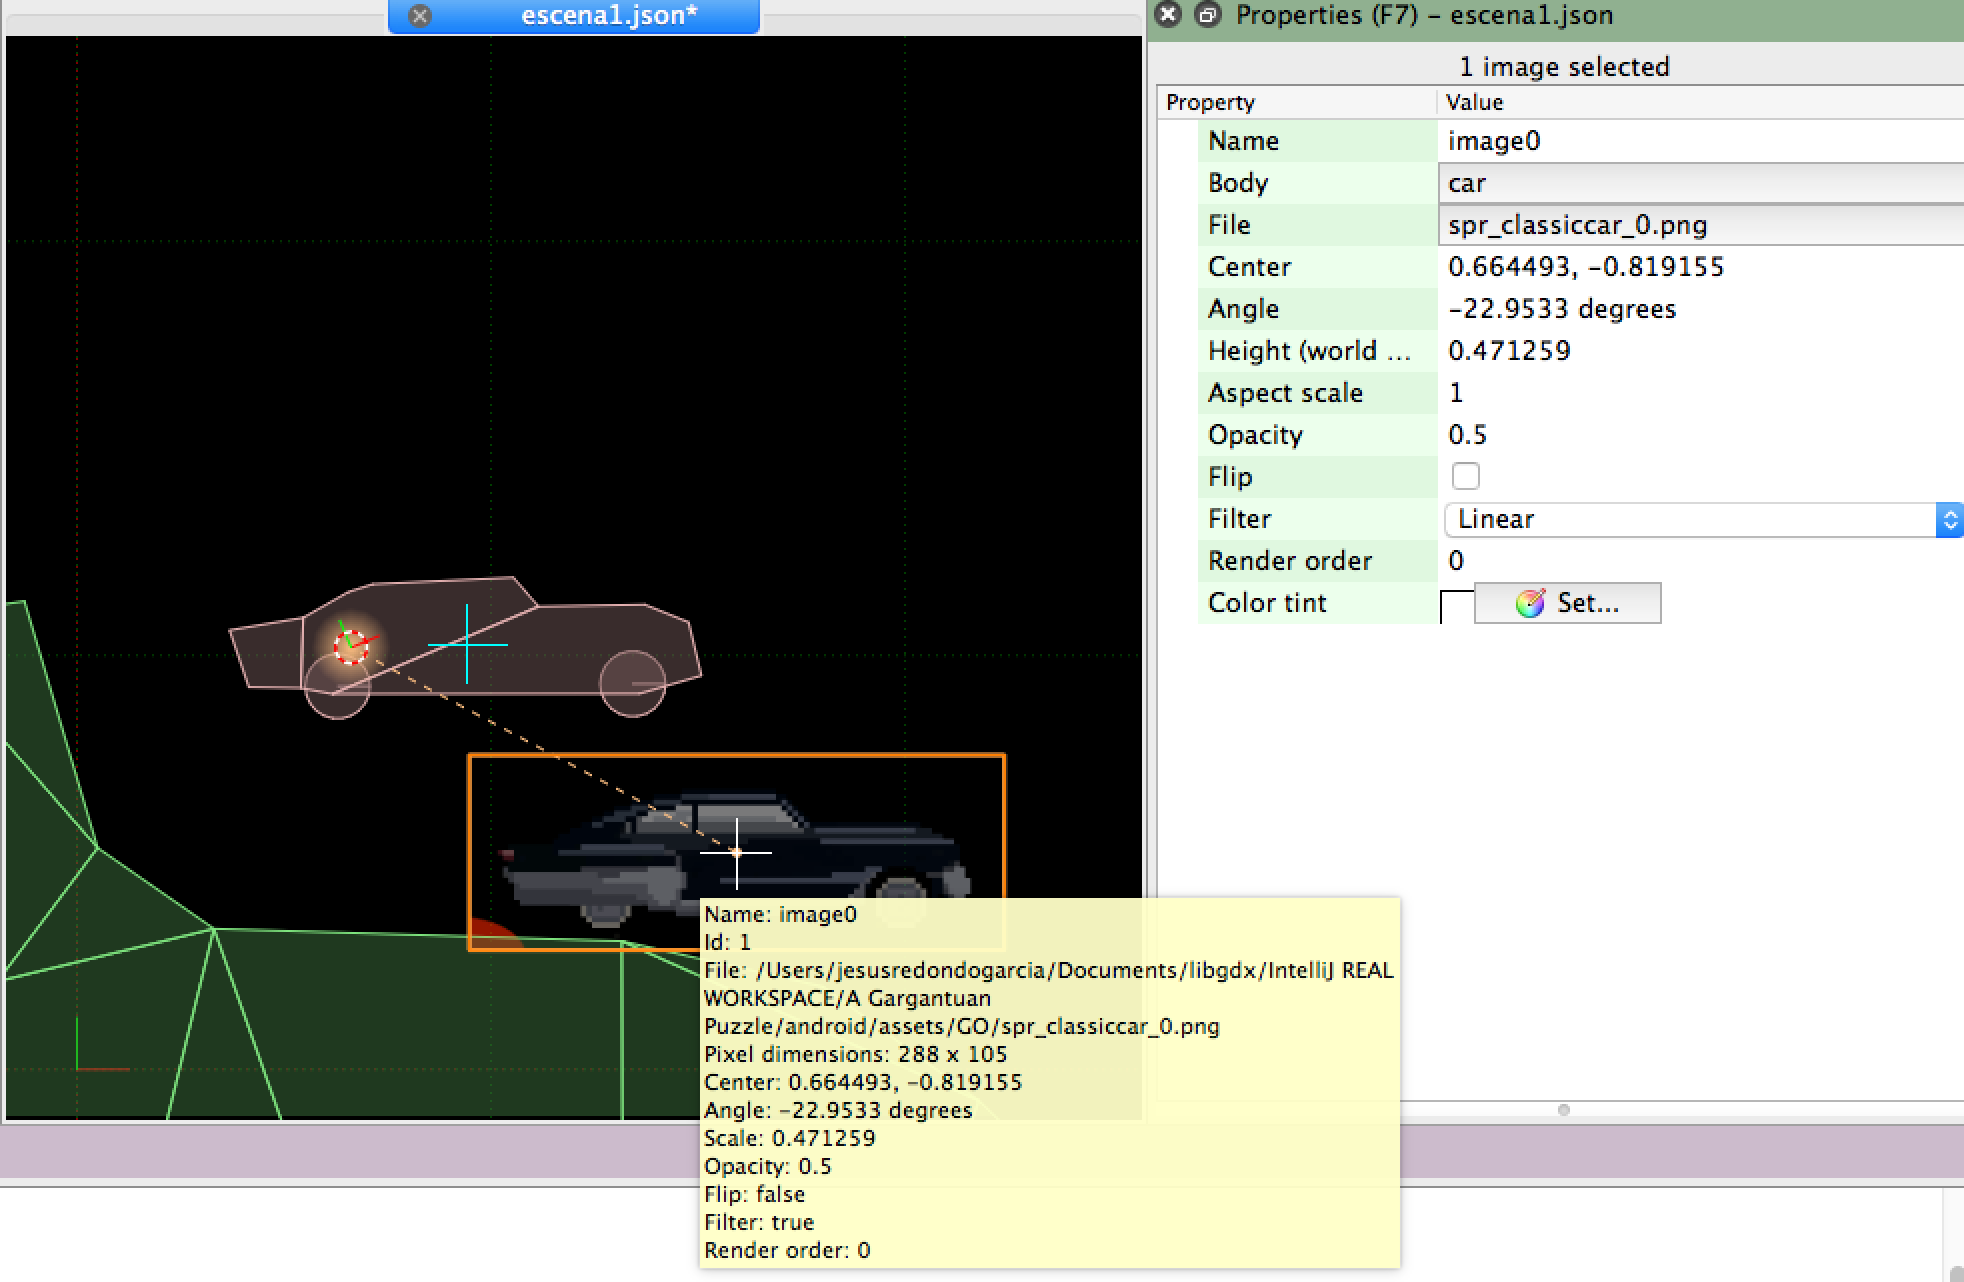 escena1.json*
Properties (F7) – escena1.json
1 image selected
Property Value
Name image0
Body car
File spr_classiccar_0.png
Center 0.664493, -0.819155
Angle -22.9533 degrees
Height (world ... 0.471259
Aspect scale 1
Opacity 0.5
Flip
Filter Linear
Render order 0
Color tint Set...
Name: image0
Id: 1
File: /Users/jesusredondogarcia/Documents/libgdx/IntelliJ REAL
WORKSPACE/A Gargantuan
Puzzle/android/assets/GO/spr_classiccar_0.png
Pixel dimensions: 288 x 105
Center: 0.664493, -0.819155
Angle: -22.9533 degrees
Scale: 0.471259
Opacity: 0.5
Flip: false
Filter: true
Render order: 0